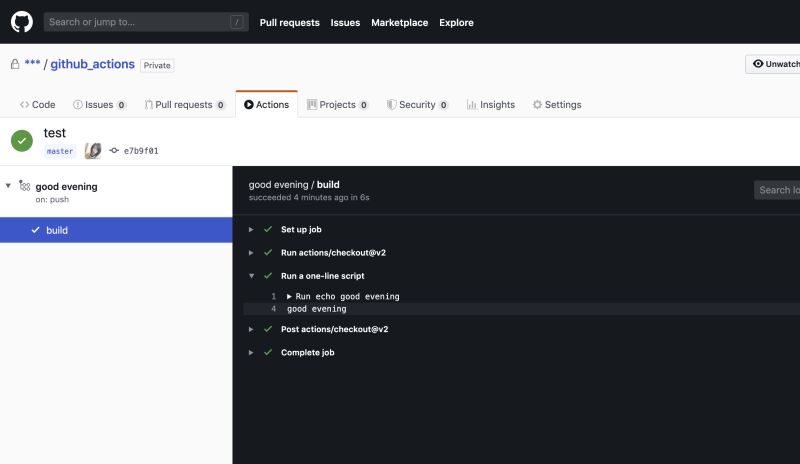 Search or jump to... / Pull requests Issues Marketplace Explore
*** / github_actions Private Unwatch
Code Issues 0 Pull requests 0 Actions Projects 0 Security 0 Insights Settings
test
master e7b9f01
good evening
on: push
build
good evening / build
succeeded 4 minutes ago in 6s
Search lo
Set up job
Run actions/checkout@v2
Run a one-line script
1 Run echo good evening
4 good evening
Post actions/checkout@v2
Complete job